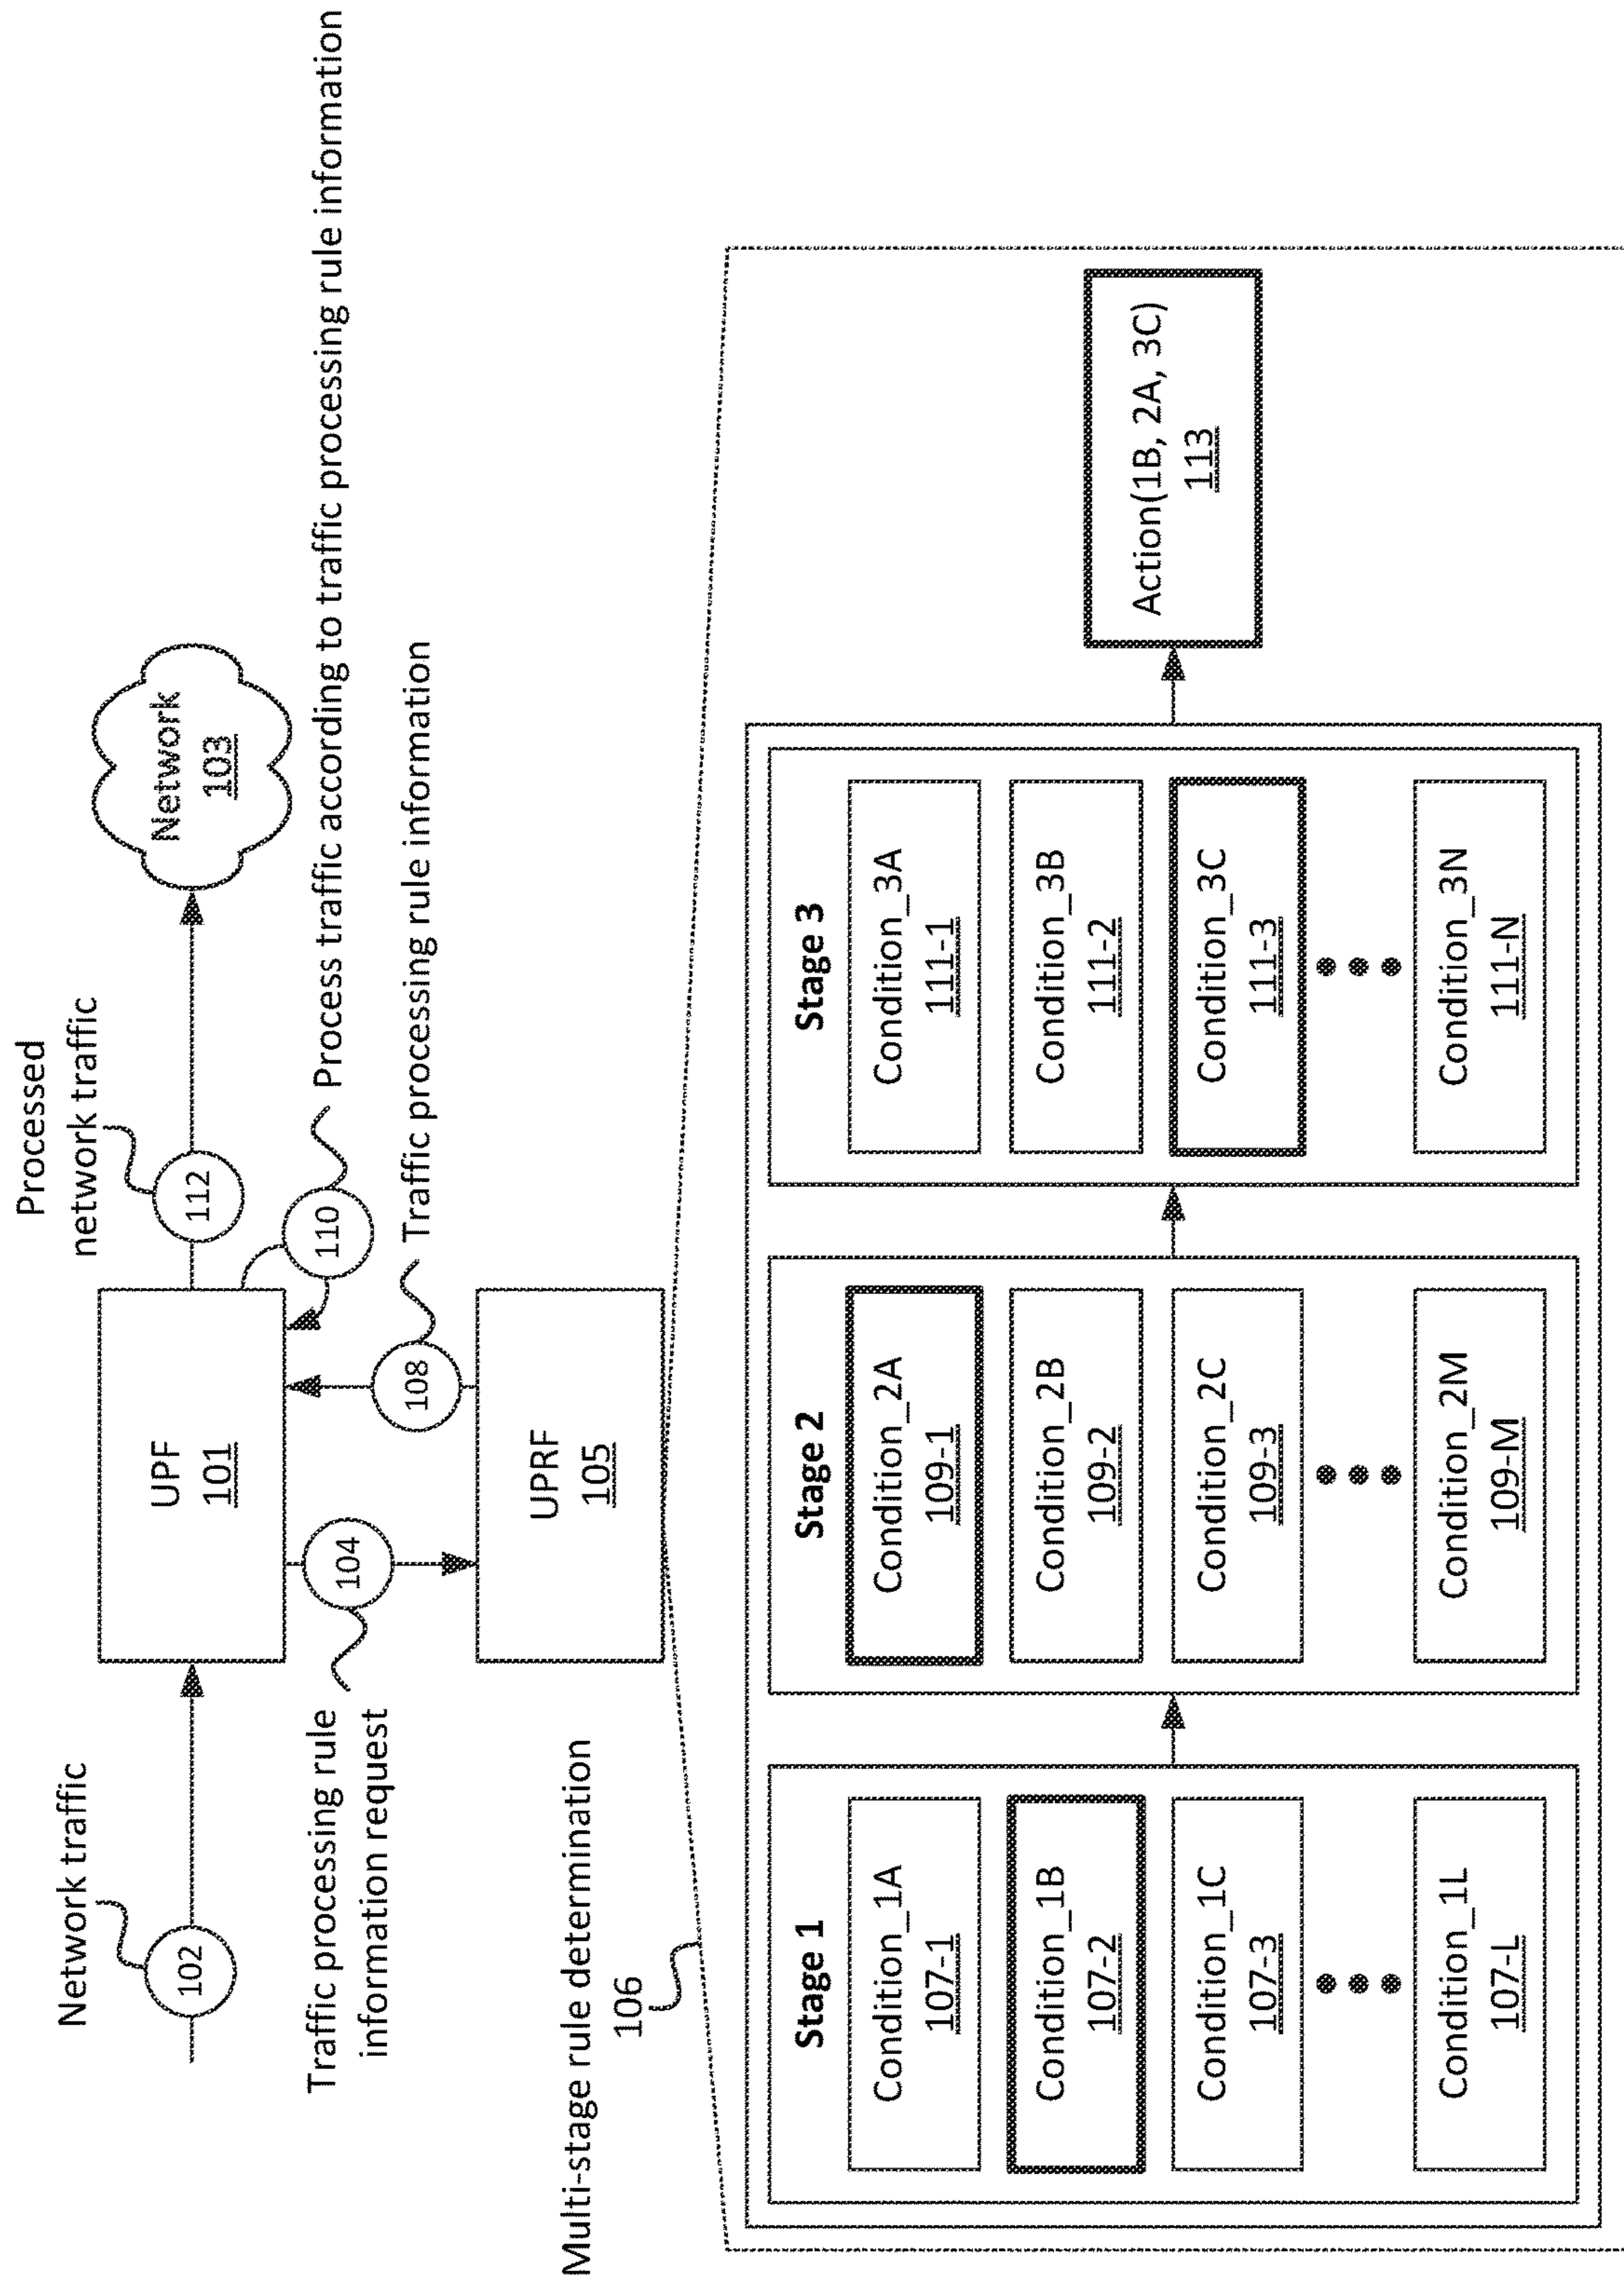 Network traffic
102
UPF
101
Processed
network traffic
112
Network
103
Traffic processing rule
information request
104
108
Traffic processing rule information
110
Process traffic according to traffic processing rule information
UPRF
105
Multi-stage rule determination
106
Stage 1
Condition_1A
107-1
Condition_1B
107-2
Condition_1C
107-3
Condition_1L
107-L
Stage 2
Condition_2A
109-1
Condition_2B
109-2
Condition_2C
109-3
Condition_2M
109-M
Stage 3
Condition_3A
111-1
Condition_3B
111-2
Condition_3C
111-3
Condition_3N
111-N
Action(1B, 2A, 3C)
113